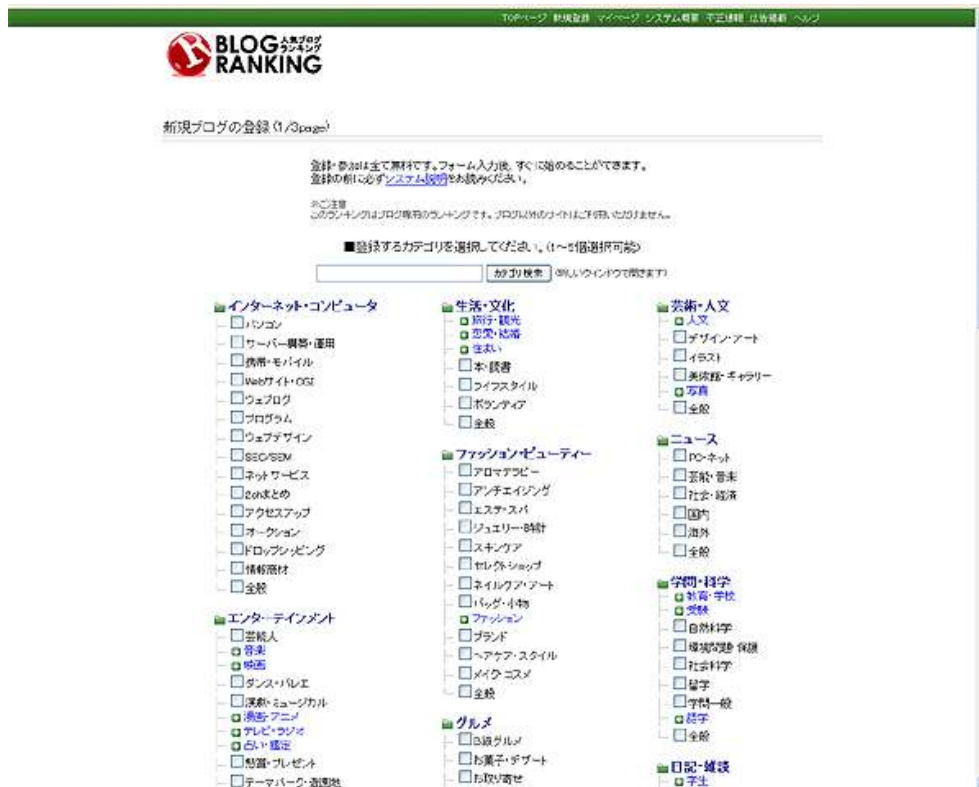 TOPページ 新規登録 マイページ システム概要 不正通報 広告掲載 ヘルプ
BLOG 人気ブログランキング
RANKING
新規ブログの登録 (1/3page)
登録・参加は全て無料です。フォーム入力後、すぐに始めることができます。
登録の前に必ずシステム説明をお読みください。
※ご注意
このランキングはブログ専用のランキングです。ブログ以外のサイトはご利用いただけません。
■登録するカテゴリを選択してください。(1〜5個選択可能)
カテゴリ検索 (新しいウィンドウで開きます)
インターネット・コンピュータ
パソコン
サーバー構築・運用
携帯・モバイル
Webサイト・CGI
ウェブログ
プログラム
ウェブデザイン
SEO/SEM
ネットサービス
2chまとめ
アクセスアップ
オークション
ドロップシッピング
情報商材
全般
エンターテインメント
芸能人
音楽
映画
ダンス・バレエ
演劇・ミュージカル
漫画・アニメ
テレビ・ラジオ
占い・鑑定
懸賞・プレゼント
テーマパーク・遊園地
生活・文化
旅行・観光
恋愛・結婚
住まい
本・読書
ライフスタイル
ボランティア
全般
ファッション・ビューティー
アロマテラピー
アンチエイジング
エステ・スパ
ジュエリー・時計
スキンケア
セレクトショップ
ネイルケア・アート
バッグ・小物
ファッション
ブランド
ヘアケア・スタイル
メイク・コスメ
全般
グルメ
B級グルメ
お菓子・デザート
お取り寄せ
芸術・人文
人文
デザイン・アート
イラスト
美術館・ギャラリー
写真
全般
ニュース
PC・ネット
芸能・音楽
社会・経済
国内
海外
全般
学問・科学
教育・学校
受験
自然科学
環境問題・保護
社会科学
留学
学問一般
語学
全般
日記・雑談
学生